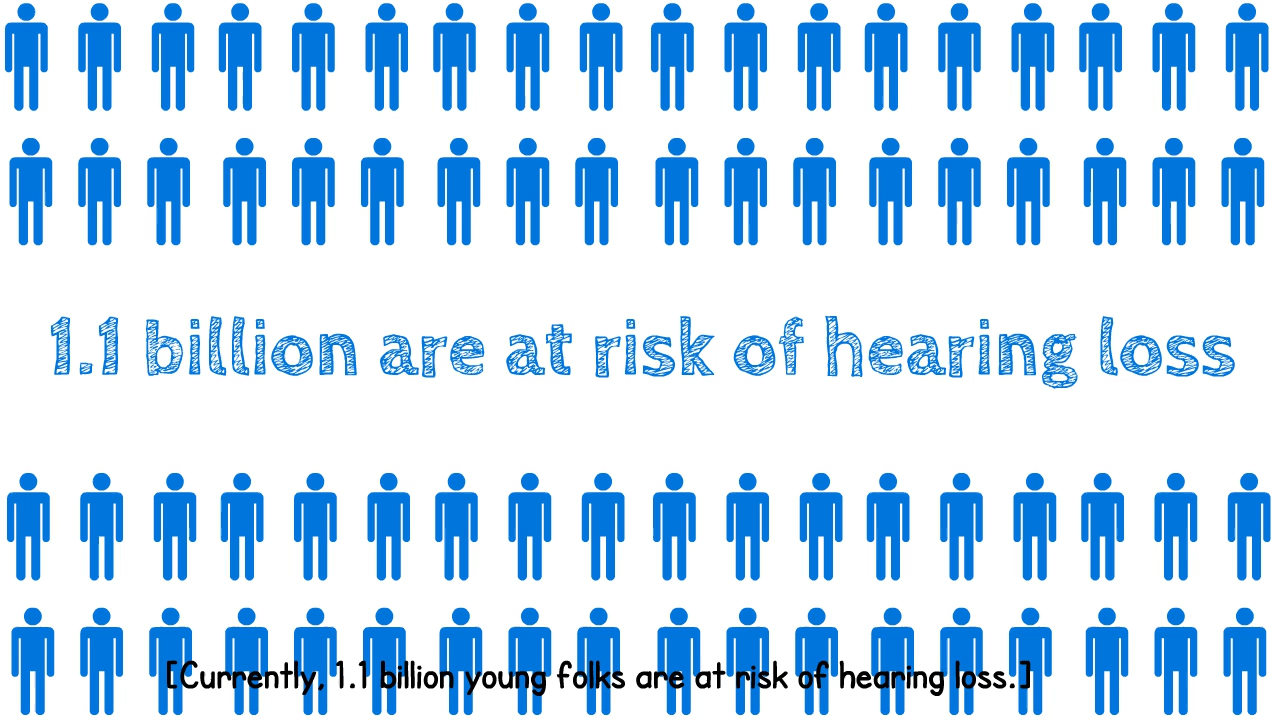 1.1 billion are at risk of hearing loss
[Currently, 1.1 billion young folks are at risk of hearing loss.]